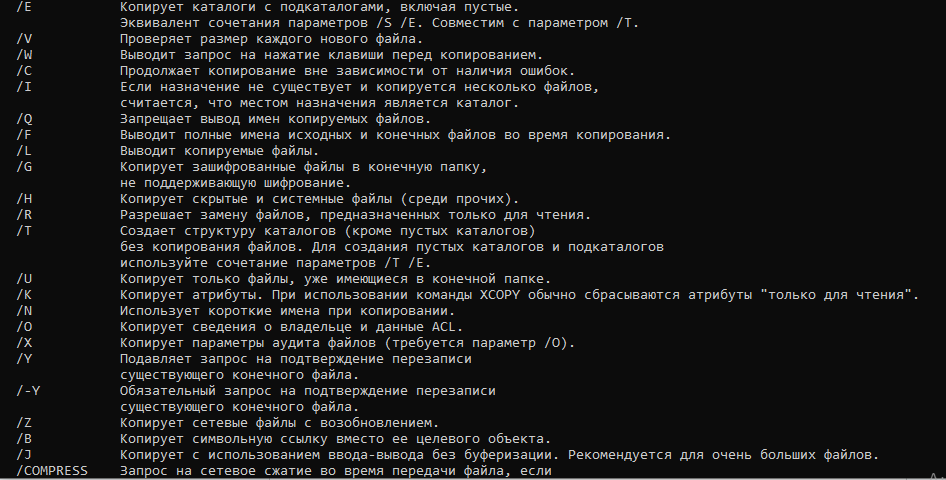 /E Копирует каталоги с подкаталогами, включая пустые.
Эквивалент сочетания параметров /S /E. Совместим с параметром /T.
/V Проверяет размер каждого нового файла.
/W Выводит запрос на нажатие клавиши перед копированием.
/C Продолжает копирование вне зависимости от наличия ошибок.
/I Если назначение не существует и копируется несколько файлов,
считается, что местом назначения является каталог.
/Q Запрещает вывод имен копируемых файлов.
/F Выводит полные имена исходных и конечных файлов во время копирования.
/L Выводит копируемые файлы.
/G Копирует зашифрованные файлы в конечную папку,
не поддерживающую шифрование.
/H Копирует скрытые и системные файлы (среди прочих).
/R Разрешает замену файлов, предназначенных только для чтения.
/T Создает структуру каталогов (кроме пустых каталогов)
без копирования файлов. Для создания пустых каталогов и подкаталогов
используйте сочетание параметров /T /E.
/U Копирует только файлы, уже имеющиеся в конечной папке.
/K Копирует атрибуты. При использовании команды XCOPY обычно сбрасываются атрибуты "только для чтения".
/N Использует короткие имена при копировании.
/O Копирует сведения о владельце и данные ACL.
/X Копирует параметры аудита файлов (требуется параметр /O).
/Y Подавляет запрос на подтверждение перезаписи
существующего конечного файла.
/-Y Обязательный запрос на подтверждение перезаписи
существующего конечного файла.
/Z Копирует сетевые файлы с возобновлением.
/B Копирует символьную ссылку вместо ее целевого объекта.
/J Копирует с использованием ввода-вывода без буферизации. Рекомендуется для очень больших файлов.
/COMPRESS Запрос на сетевое сжатие во время передачи файла, если